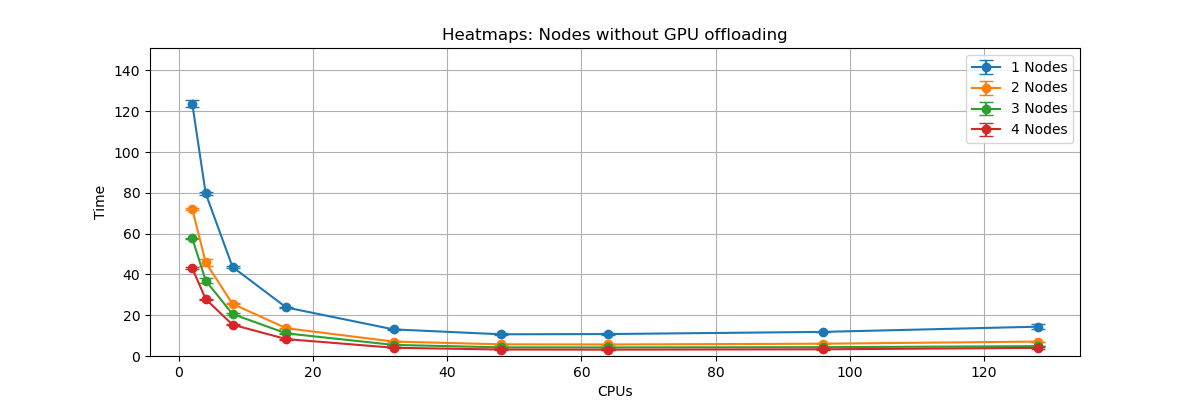 Heatmaps: Nodes without GPU offloading
1 Nodes
2 Nodes
3 Nodes
4 Nodes
Time
140
120
100
80
60
40
20
0
0 20 40 60 80 100 120
CPUs